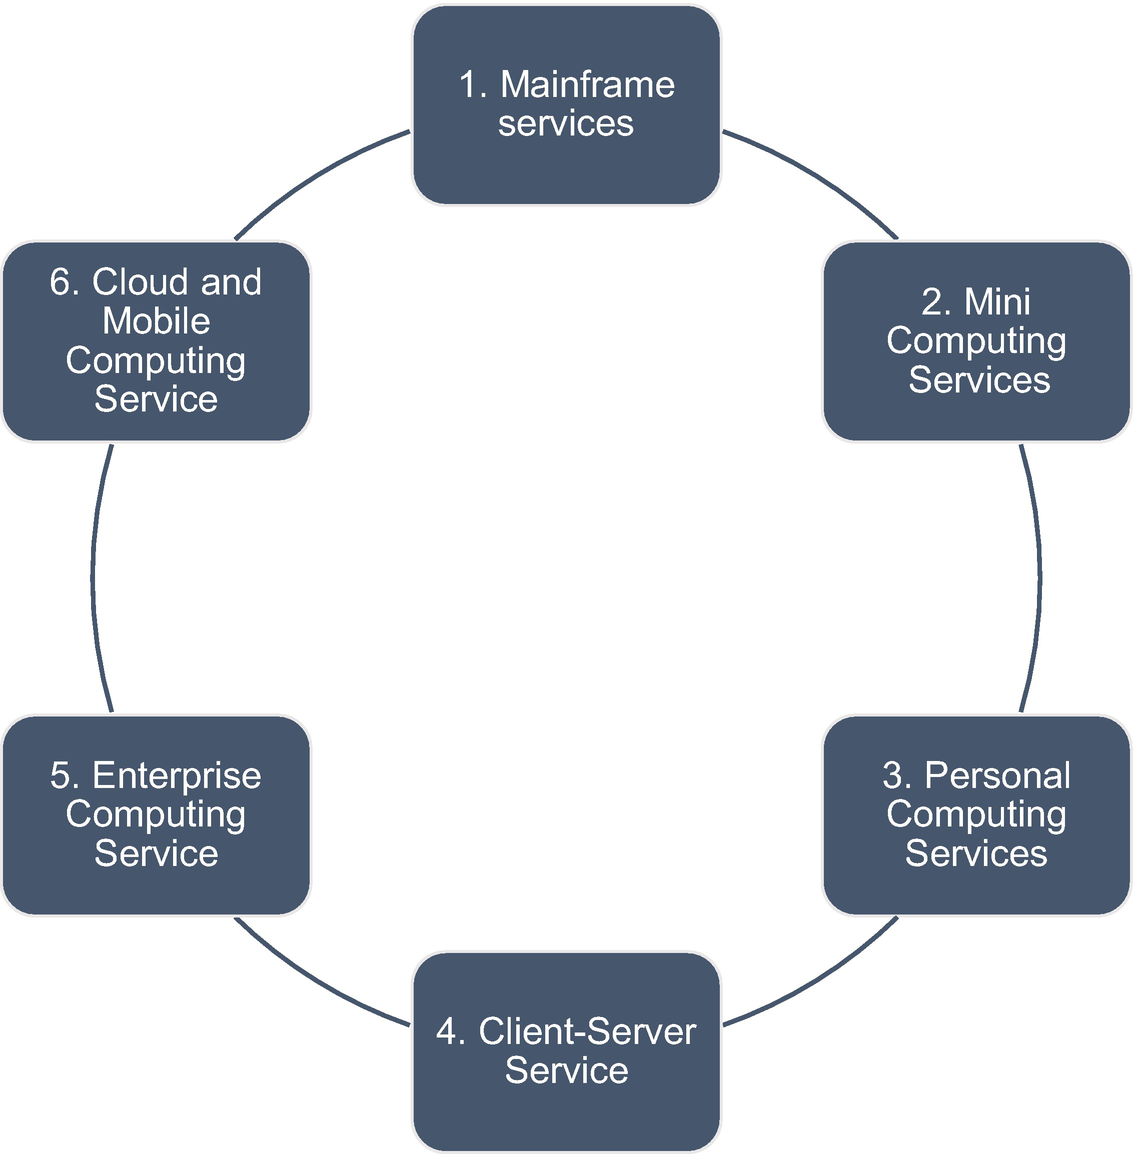 1. Mainframe
services
2. Mini
Computing
Services
3. Personal
Computing
Services
4. Client-Server
Service
5. Enterprise
Computing
Service
6. Cloud and
Mobile
Computing
Service